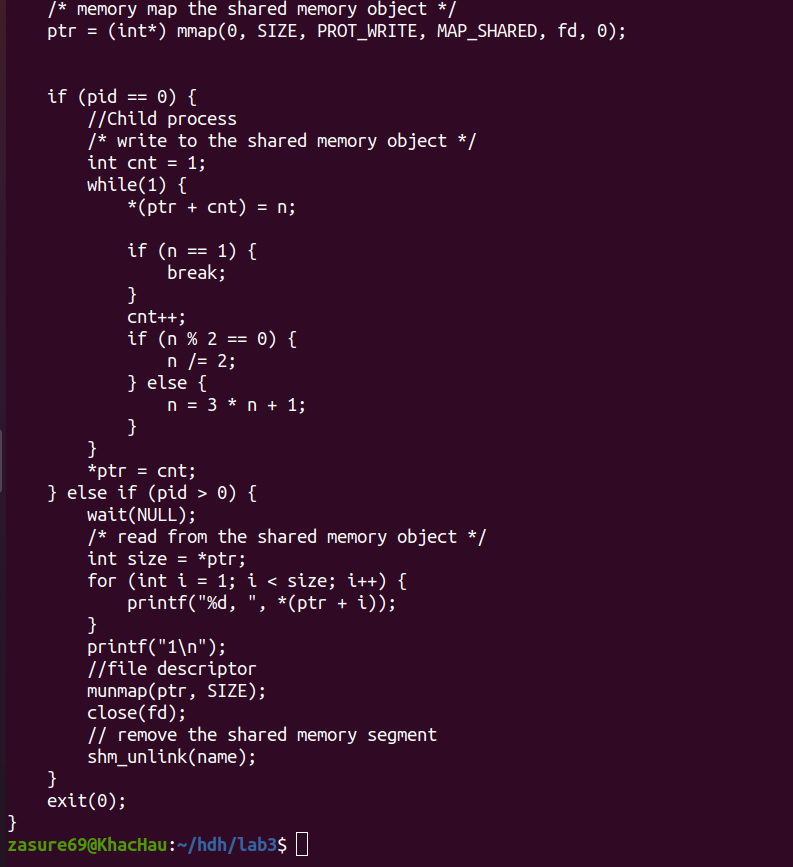 /* memory map the shared memory object */
ptr = (int*) mmap(0, SIZE, PROT_WRITE, MAP_SHARED, fd, 0);
if (pid == 0) {
//Child process
/* write to the shared memory object */
int cnt = 1;
while(1) {
*(ptr + cnt) = n;
if (n == 1) {
break;
}
cnt++;
if (n % 2 == 0) {
n /= 2;
} else {
n = 3 * n + 1;
}
}
*ptr = cnt;
} else if (pid > 0) {
wait(NULL);
/* read from the shared memory object */
int size = *ptr;
for (int i = 1; i < size; i++) {
printf("%d, ", *(ptr + i));
}
printf("1\n");
//file descriptor
munmap(ptr, SIZE);
close(fd);
// remove the shared memory segment
shm_unlink(name);
}
exit(0);
}
zasure69@KhacHau:~/hdh/lab3$